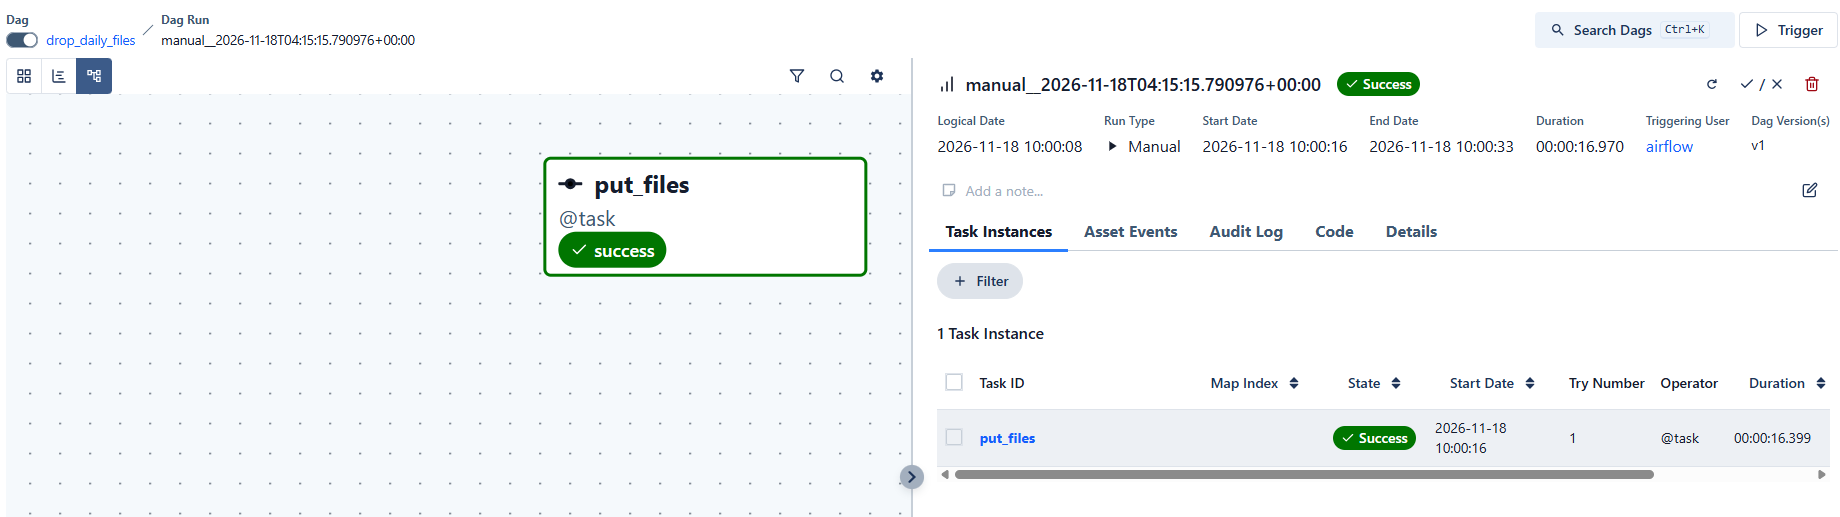 Dag
drop_daily_files
/
Dag Run
manual__2026-11-18T04:15:15.790976+00:00
Search Dags Ctrl+K
Trigger
put_files
@task
success
manual__2026-11-18T04:15:15.790976+00:00 Success
/
Logical Date Run Type Start Date End Date Duration Triggering User Dag Version(s)
2026-11-18 10:00:08 Manual 2026-11-18 10:00:16 2026-11-18 10:00:33 00:00:16.970 airflow v1
Add a note...
Task Instances Asset Events Audit Log Code Details
+ Filter
1 Task Instance
Task ID Map Index State Start Date Try Number Operator Duration
put_files Success 2026-11-18 1 @task 00:00:16.399
10:00:16